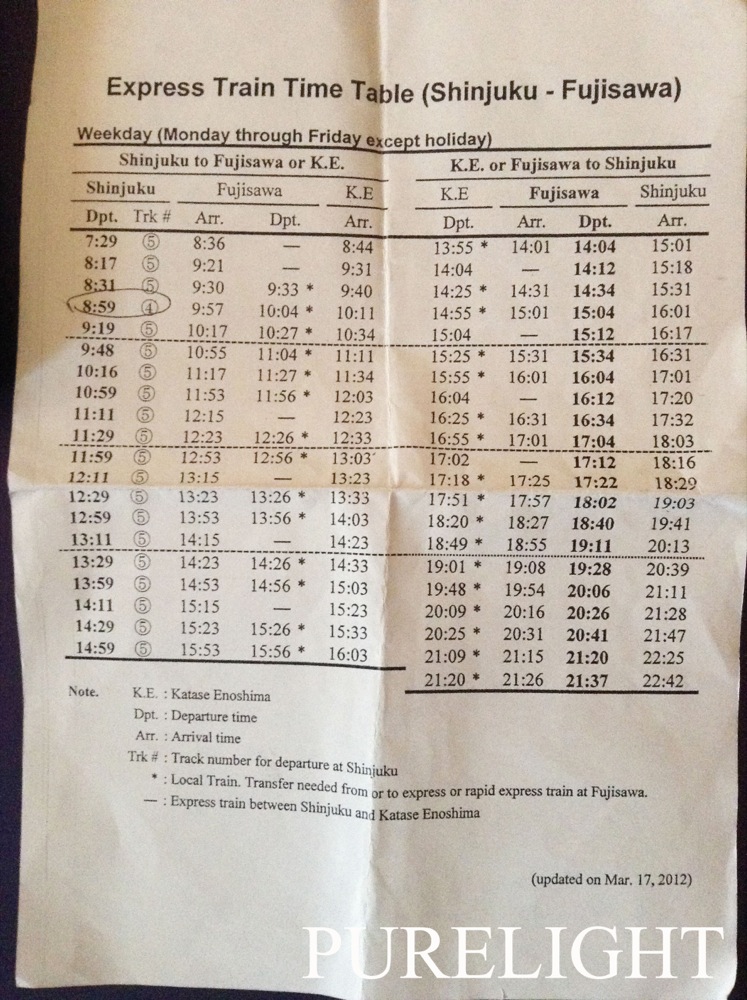 Express Train Time Table (Shinjuku - Fujisawa)
Weekday (Monday through Friday except holiday)
Shinjuku to Fujisawa or K.E. K.E. or Fujisawa to Shinjuku
Shinjuku Fujisawa K.E K.E Fujisawa Shinjuku
Dpt. Trk # Arr. Dpt. Arr. Dpt. Arr. Dpt. Arr.
7:29 ⑤ 8:36 — 8:44 13:55 * 14:01 14:04 15:01
8:17 ⑤ 9:21 — 9:31 14:04 — 14:12 15:18
8:31 ⑤ 9:30 9:33 * 9:40 14:25 * 14:31 14:34 15:31
8:59 ④ 9:57 10:04 * 10:11 14:55 * 15:01 15:04 16:01
9:19 ⑤ 10:17 10:27 * 10:34 15:04 — 15:12 16:17
9:48 ⑤ 10:55 11:04 * 11:11 15:25 * 15:31 15:34 16:31
10:16 ⑤ 11:17 11:27 * 11:34 15:55 * 16:01 16:04 17:01
10:59 ⑤ 11:53 11:56 * 12:03 16:04 — 16:12 17:20
11:11 ⑤ 12:15 — 12:23 16:25 * 16:31 16:34 17:32
11:29 ⑤ 12:23 12:26 * 12:33 16:55 * 17:01 17:04 18:03
11:59 ⑤ 12:53 12:56 * 13:03 17:02 — 17:12 18:16
12:11 ⑤ 13:15 — 13:23 17:18 * 17:25 17:22 18:29
12:29 ⑤ 13:23 13:26 * 13:33 17:51 * 17:57 18:02 19:03
12:59 ⑤ 13:53 13:56 * 14:03 18:20 * 18:27 18:40 19:41
13:11 ⑤ 14:15 — 14:23 18:49 * 18:55 19:11 20:13
13:29 ⑤ 14:23 14:26 * 14:33 19:01 * 19:08 19:28 20:39
13:59 ⑤ 14:53 14:56 * 15:03 19:48 * 19:54 20:06 21:11
14:11 ⑤ 15:15 — 15:23 20:09 * 20:16 20:26 21:28
14:29 ⑤ 15:23 15:26 * 15:33 20:25 * 20:31 20:41 21:47
14:59 ⑤ 15:53 15:56 * 16:03 21:09 * 21:15 21:20 22:25
21:20 * 21:26 21:37 22:42
Note. K.E. : Katase Enoshima
Dpt. : Departure time
Arr. : Arrival time
Trk # : Track number for departure at Shinjuku
* : Local Train. Transfer needed from or to express or rapid express train at Fujisawa.
— : Express train between Shinjuku and Katase Enoshima
(updated on Mar. 17, 2012)
PURELIGHT